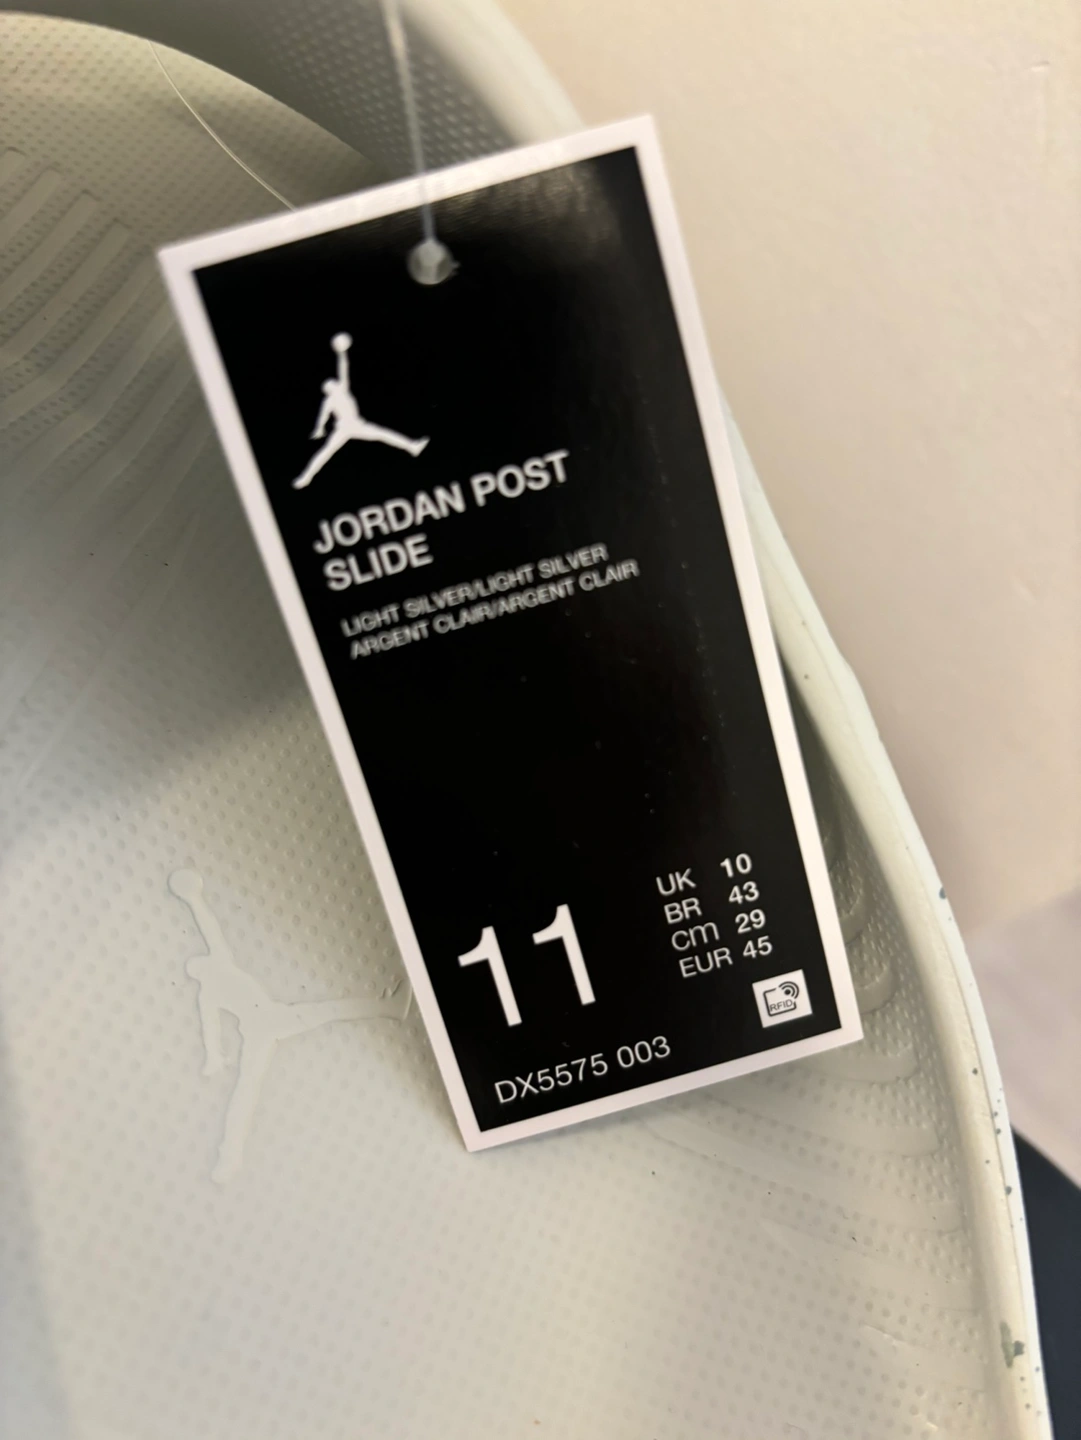 JORDAN POST
SLIDE
LIGHT SILVER/LIGHT SILVER
ARGENT CLAIR/ARGENT CLAIR
11
UK 10
BR 43
cm 29
EUR 45
RFID
DX5575 003